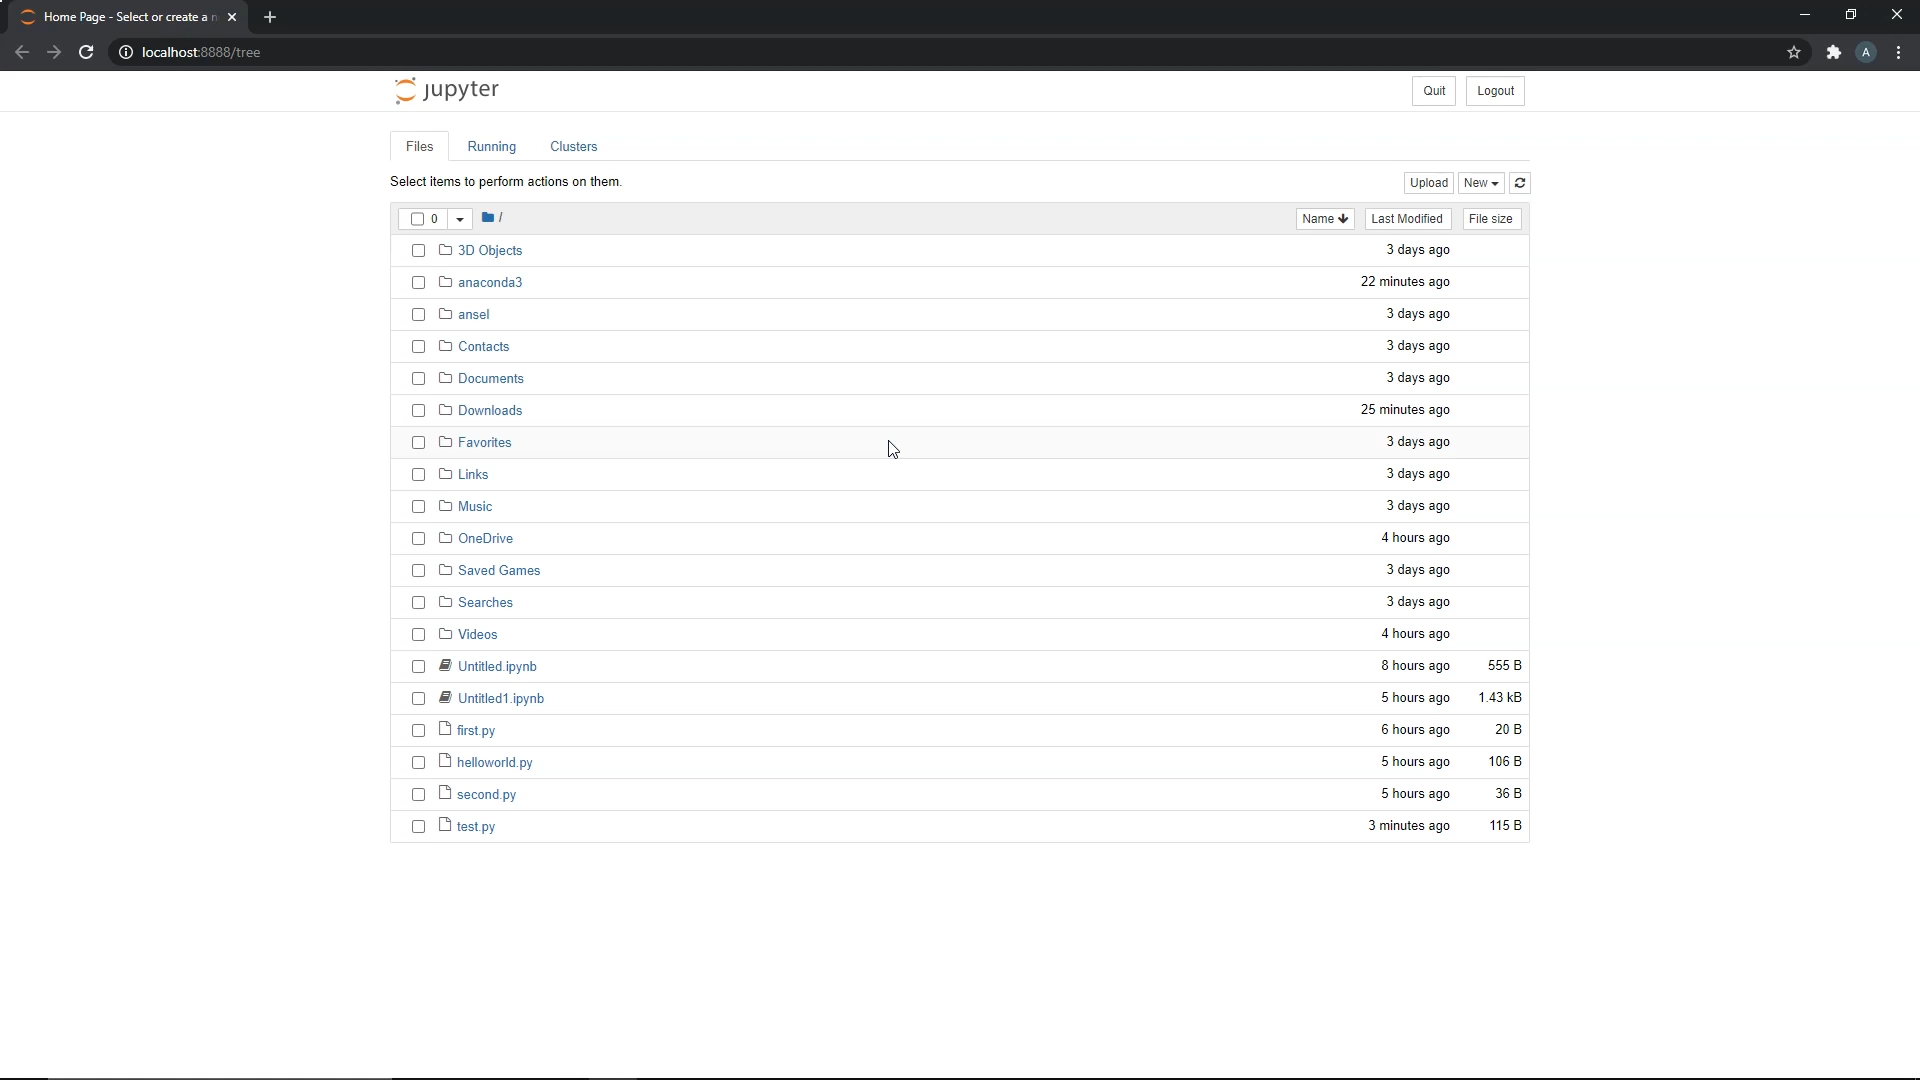 Home Page - Select or create a n
localhost:8888/tree
A
jupyter
Quit
Logout
Files
Running
Clusters
Select items to perform actions on them.
Upload
New
0
/
Name
Last Modified
File size
3D Objects 3 days ago
anaconda3 22 minutes ago
ansel 3 days ago
Contacts 3 days ago
Documents 3 days ago
Downloads 25 minutes ago
Favorites 3 days ago
Links 3 days ago
Music 3 days ago
OneDrive 4 hours ago
Saved Games 3 days ago
Searches 3 days ago
Videos 4 hours ago
Untitled.ipynb 8 hours ago 555 B
Untitled1.ipynb 5 hours ago 1.43 kB
first.py 6 hours ago 20 B
helloworld.py 5 hours ago 106 B
second.py 5 hours ago 36 B
test.py 3 minutes ago 115 B